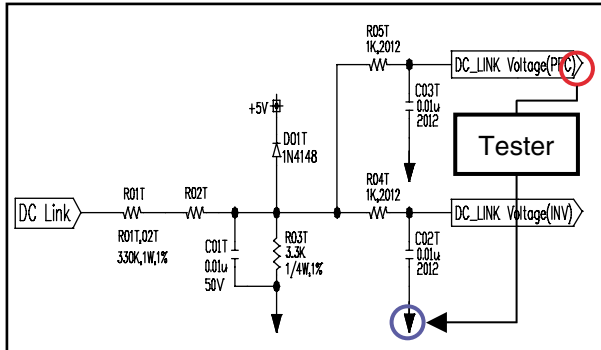 R05T
1K,2012
DC_LINK Voltage(PFC)
C03T
0.01u
2012
+5V
D01T
1N4148
Tester
DC Link
R01T
R02T
R04T
1K,2012
DC_LINK Voltage(INV)
R01T,02T
330K,1W,1%
C01T
0.01u
50V
R03T
3.3K
1/4W,1%
C02T
0.01u
2012